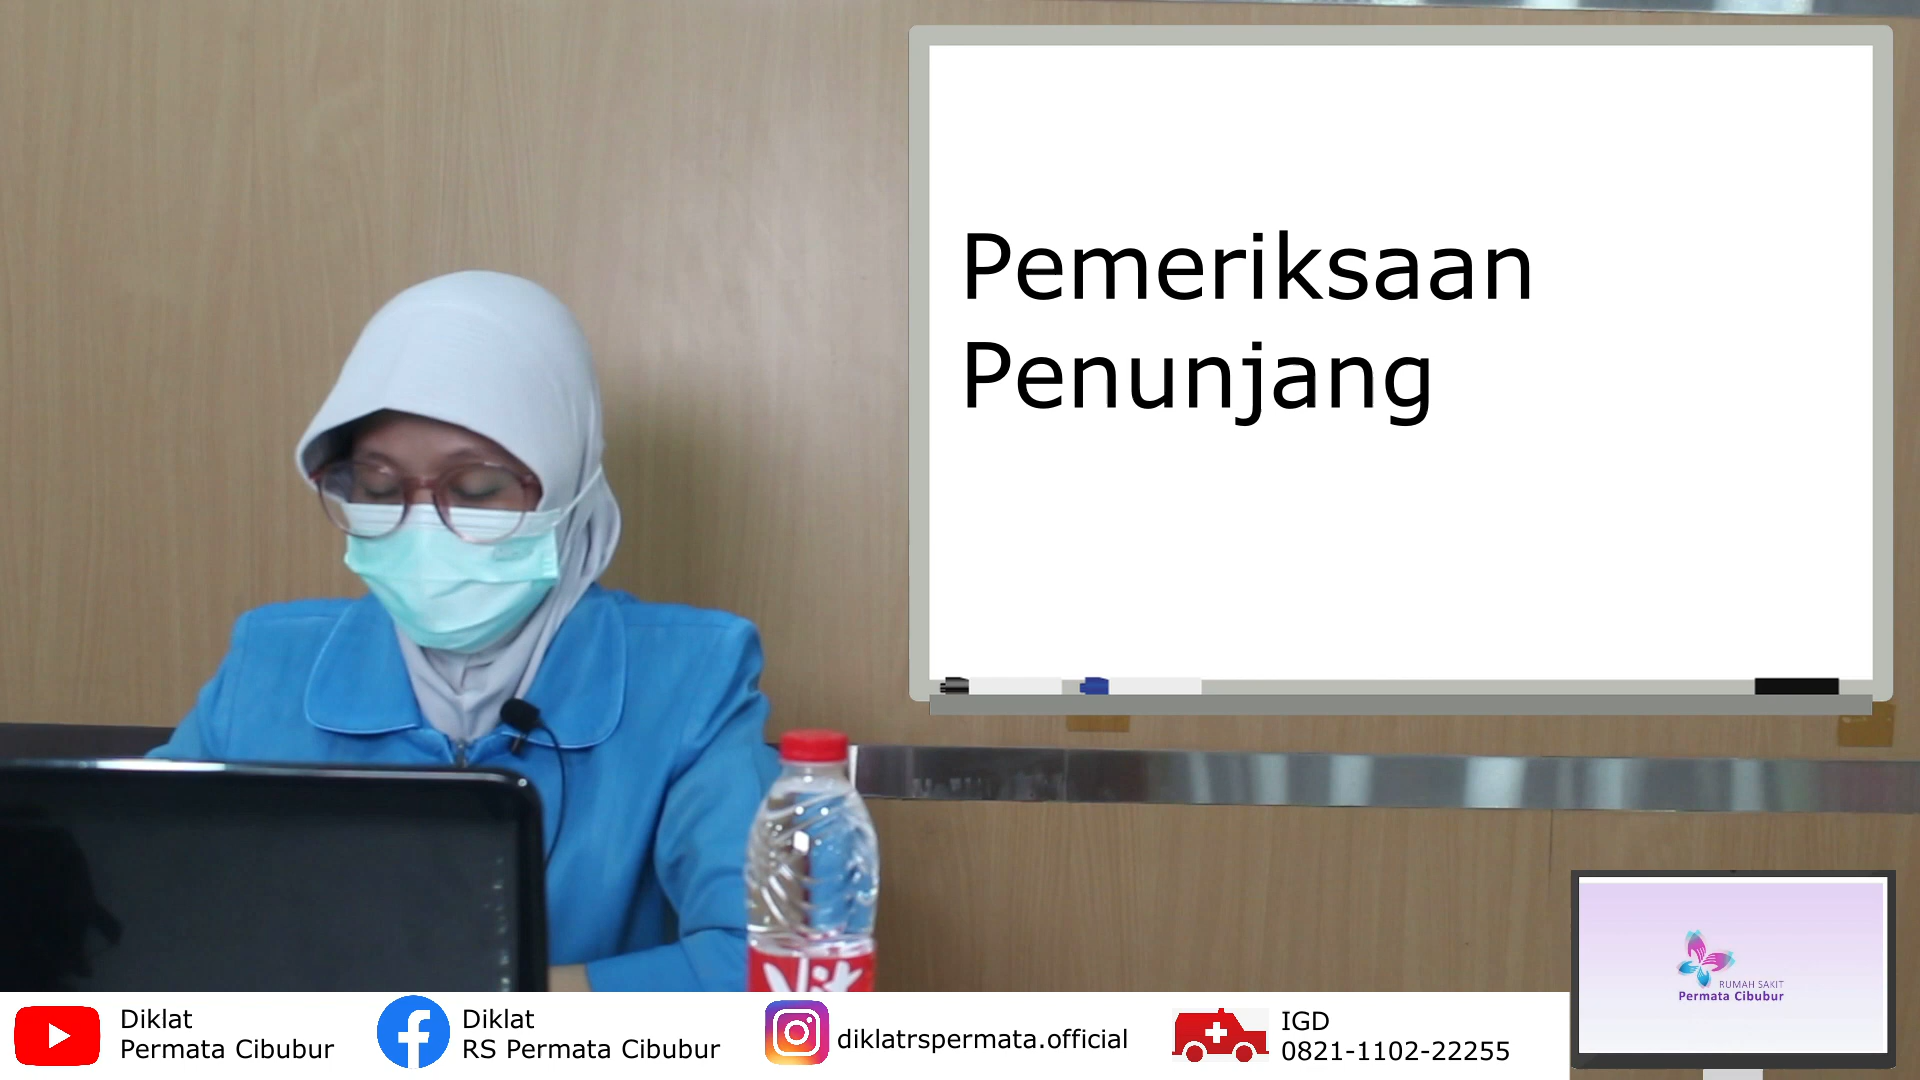 Pemeriksaan
Penunjang
Vit
RUMAH SAKIT
Permata Cibubur
Diklat
Permata Cibubur
Diklat
RS Permata Cibubur
diklatrspermata.official
IGD
0821-1102-22255